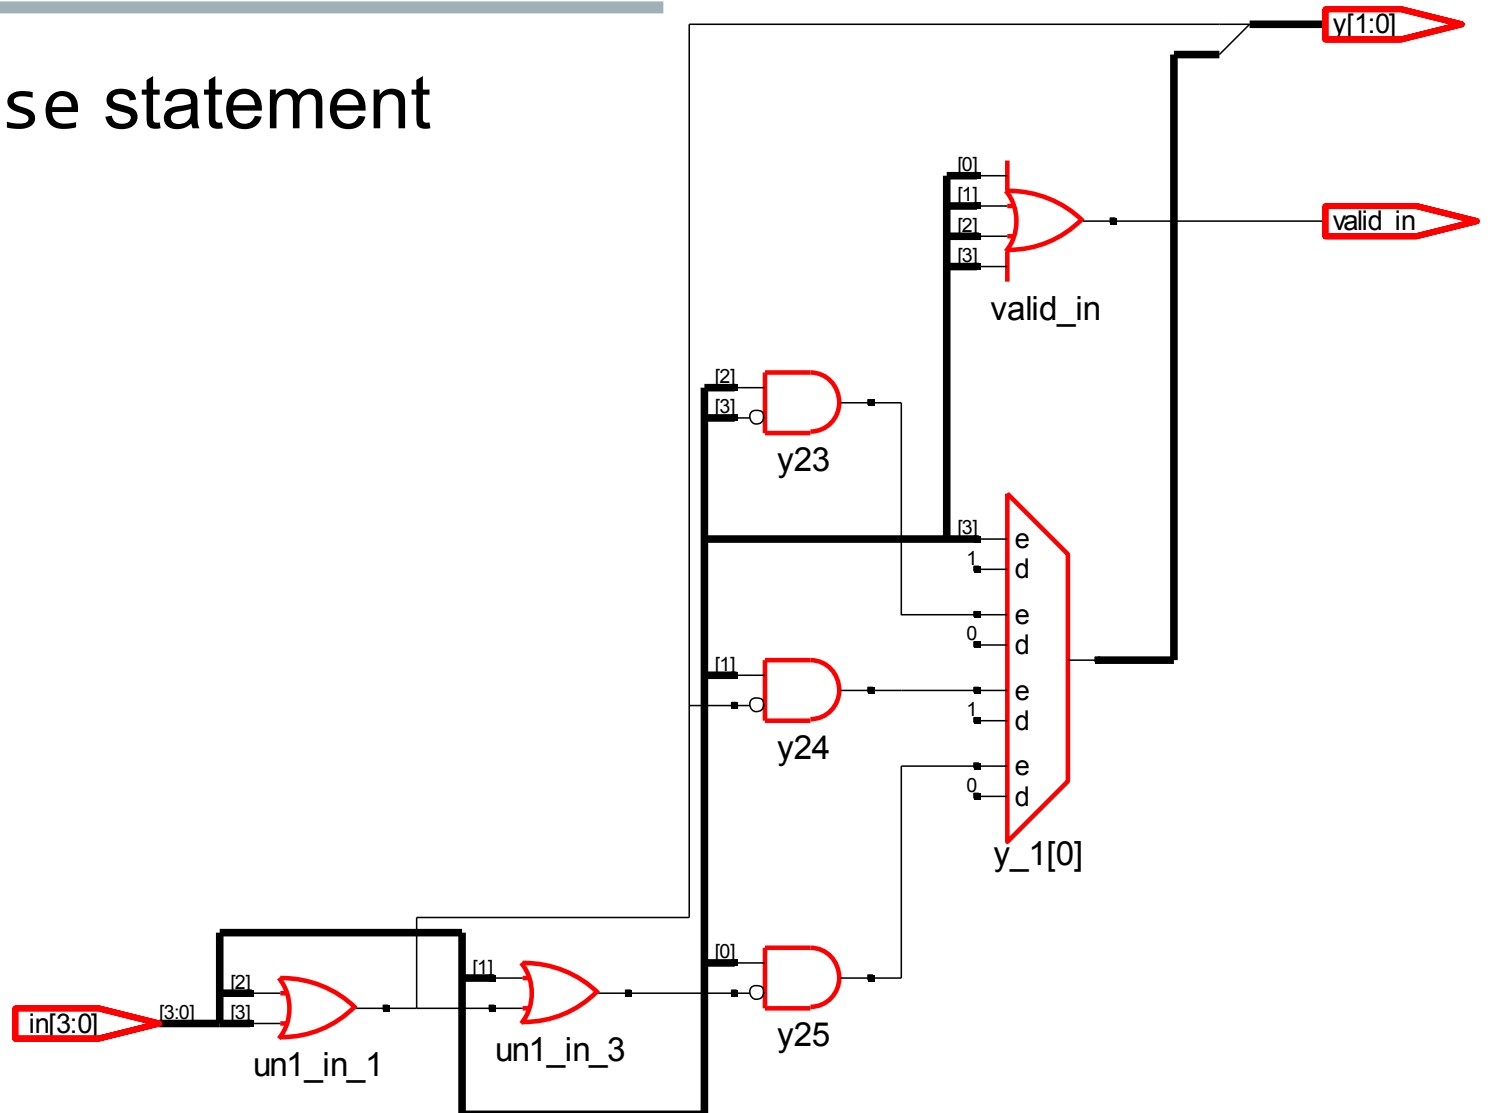 se statement
y[1:0]
[0]
[1]
[2]
[3]
valid_in
valid_in
[2]
[3]
y23
[3]
e
1
d
e
0
d
[1]
e
1
d
y24
e
0
d
y_1[0]
[0]
[1]
[2]
[3:0]
[3]
in[3:0]
y25
un1_in_3
un1_in_1